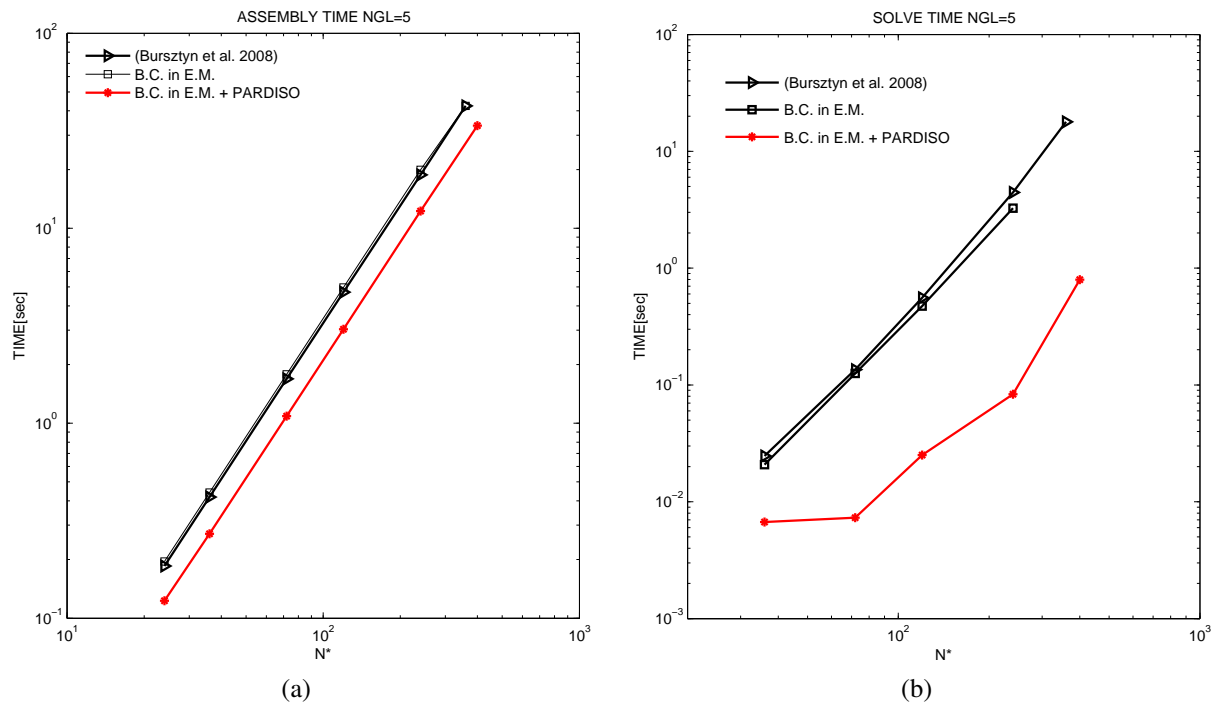 ASSEMBLY TIME NGL=5
10^2
10^1
10^0
10^−1
TIME[sec]
(Bursztyn et al. 2008)
B.C. in E.M.
B.C. in E.M. + PARDISO
10^1
10^2
10^3
N*
(a)
SOLVE TIME NGL=5
10^2
10^1
10^0
10^−1
10^−2
10^−3
TIME[sec]
(Bursztyn et al. 2008)
B.C. in E.M.
B.C. in E.M. + PARDISO
10^2
10^3
N*
(b)